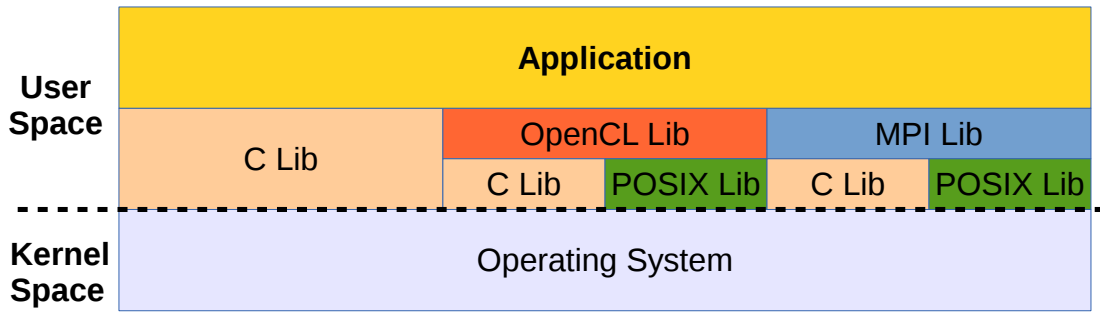 Application
User
Space
C Lib
OpenCL Lib
MPI Lib
C Lib
POSIX Lib
C Lib
POSIX Lib
Kernel
Space
Operating System